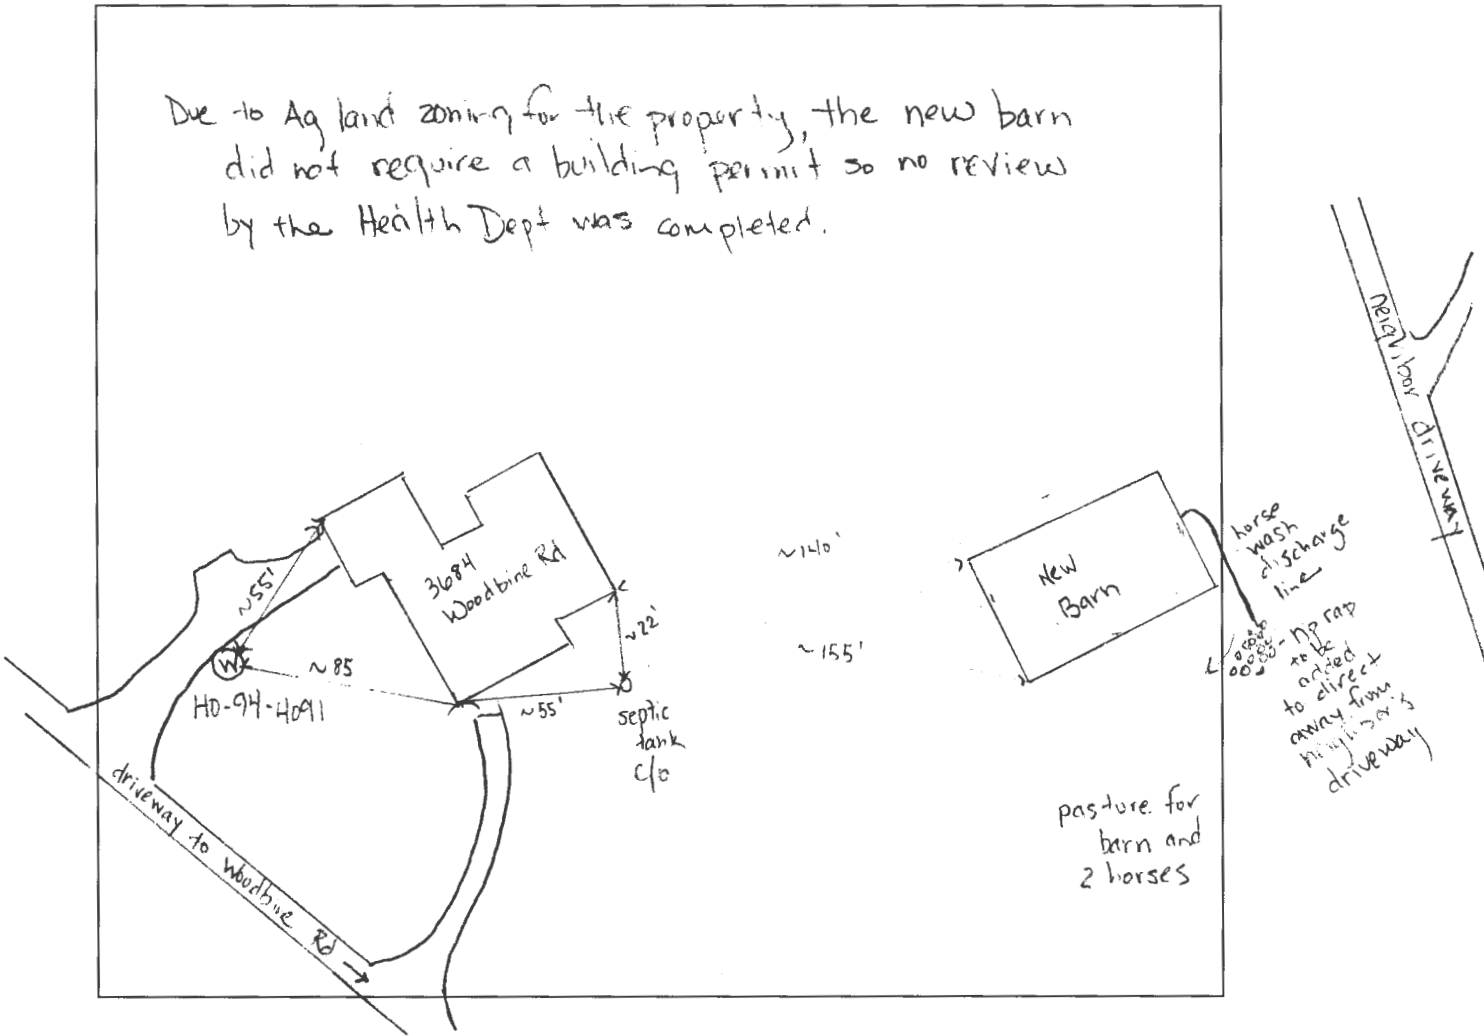 Due to Ag land zoning for the property, the new barn
did not require a building permit so no review
by the Health Dept was completed.
neighbor driveway
3684
Woodbine Rd
~55'
W
~85
HO-94-4091
~22'
~55'
septic
tank
c/o
~140'
~155'
New
Barn
horse
wash
discharge
line
rip rap
to be
added
to direct
away from
neighbor's
driveway
pasture for
barn and
2 horses
driveway to Woodbine Rd →